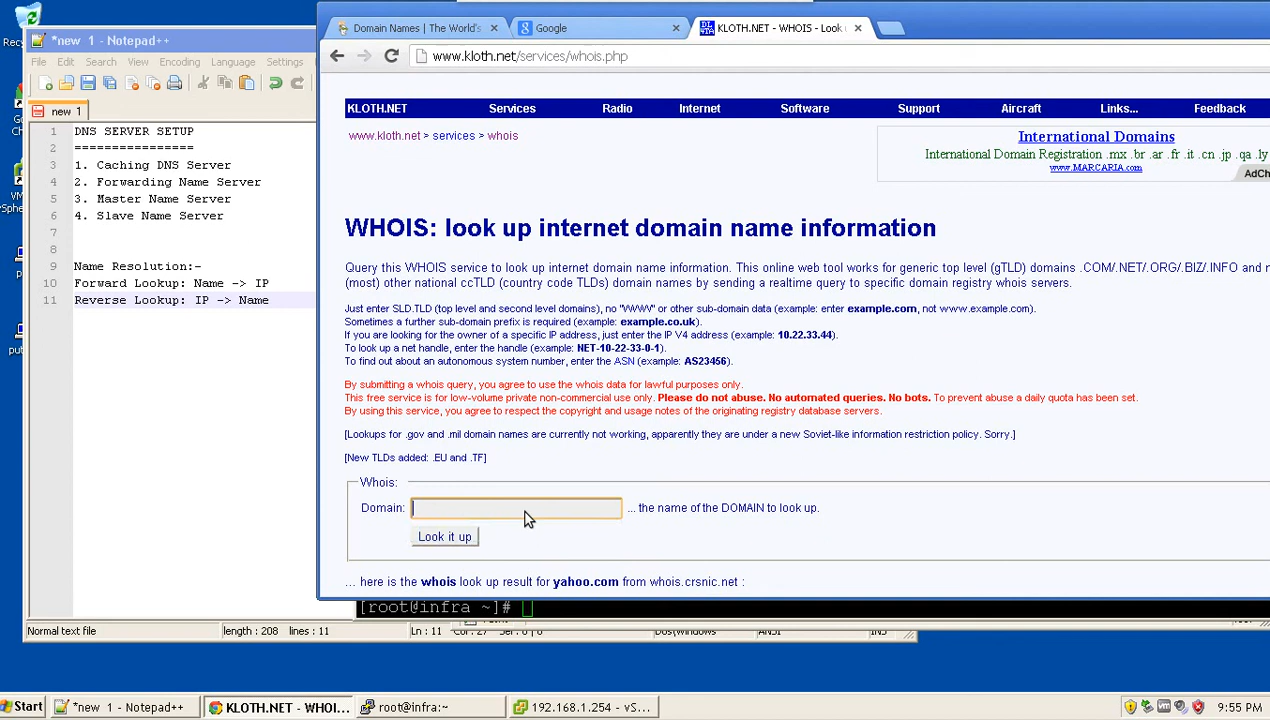 Domain Names | The World's
Google
KLOTH.NET - WHOIS - Look
*new 1 - Notepad++
www.kloth.net/services/whois.php
File Edit Search View Encoding Language Settings
new 1
KLOTH.NET Services Radio Internet Software Support Aircraft Links... Feedback
www.kloth.net > services > whois
International Domains
International Domain Registration .mx .br .ar .fr .it .cn .jp .qa .ly
www.MARCARIA.com
AdCh
1 DNS SERVER SETUP
2 ================
3 1. Caching DNS Server
4 2. Forwarding Name Server
5 3. Master Name Server
6 4. Slave Name Server
7
8
9 Name Resolution:-
10 Forward Lookup: Name -> IP
11 Reverse Lookup: IP -> Name
WHOIS: look up internet domain name information
Query this WHOIS service to look up internet domain name information. This online web tool works for generic top level (gTLD) domains .COM/.NET/.ORG/.BIZ/.INFO and
(most) other national ccTLD (country code TLDs) domain names by sending a realtime query to specific domain registry whois servers.
Just enter SLD.TLD (top level and second level domains), no "WWW" or other sub-domain data (example: enter example.com, not www.example.com).
Sometimes a further sub-domain prefix is required (example: example.co.uk).
If you are looking for the owner of a specific IP address, just enter the IP V4 address (example: 10.22.33.44).
To look up a net handle, enter the handle (example: NET-10-22-33-0-1).
To find out about an autonomous system number, enter the ASN (example: AS23456).
By submitting a whois query, you agree to use the whois data for lawful purposes only.
This free service is for low-volume private non-commercial use only. Please do not abuse. No automated queries. No bots. To prevent abuse a daily quota has been set.
By using this service, you agree to respect the copyright and usage notes of the originating registry database servers.
[Lookups for .gov and .mil domain names are currently not working, apparently they are under a new Soviet-like information restriction policy. Sorry.]
[New TLDs added: .EU and .TF]
Whois:
Domain: ... the name of the DOMAIN to look up.
Look it up
... here is the whois look up result for yahoo.com from whois.crsnic.net :
[root@infra ~]#
Normal text file length : 208 lines : 11 Ln : 11
Start *new 1 - Notepad++ KLOTH.NET - WHOI... root@infra:~ 192.168.1.254 - vS... 9:55 PM